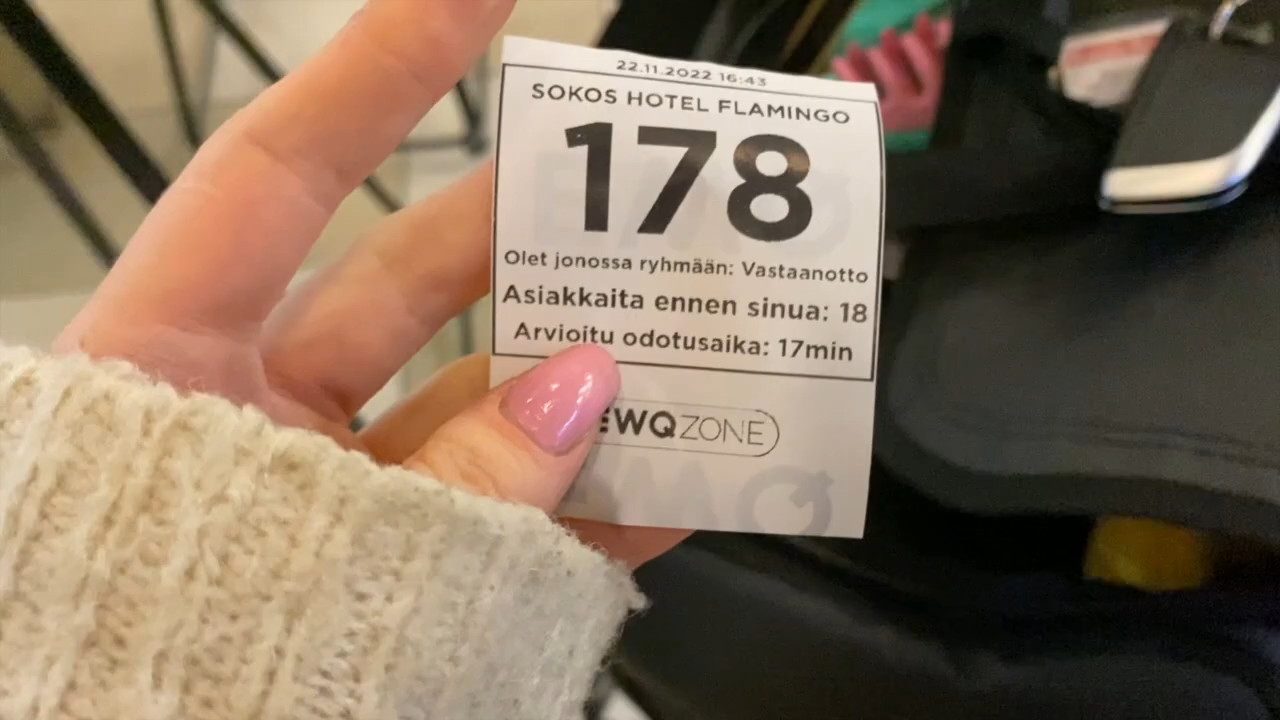 22.11.2022 16:43
SOKOS HOTEL FLAMINGO
178
Olet jonossa ryhmään: Vastaanotto
Asiakkaita ennen sinua: 18
Arvioitu odotusaika: 17min